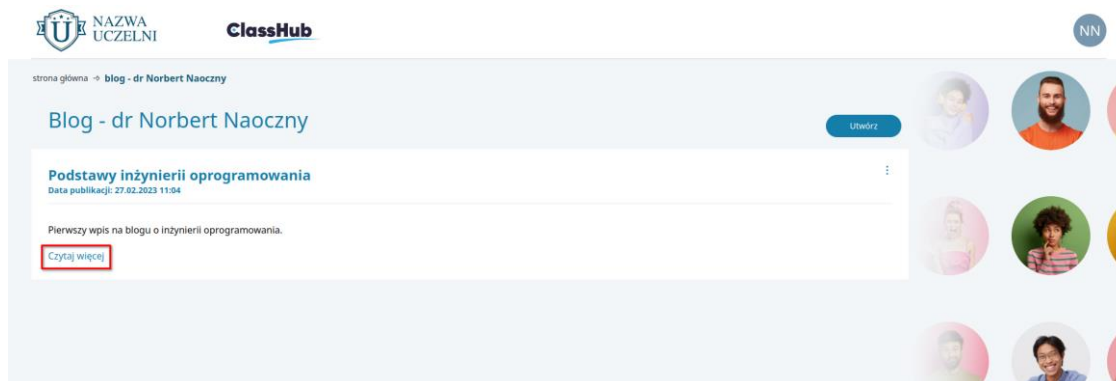 NAZWA
UCZELNI
ClassHub
NN
strona główna → blog - dr Norbert Naoczny
Blog - dr Norbert Naoczny
Utwórz
Podstawy inżynierii oprogramowania
Data publikacji: 27.02.2023 11:04
Pierwszy wpis na blogu o inżynierii oprogramowania.
Czytaj więcej